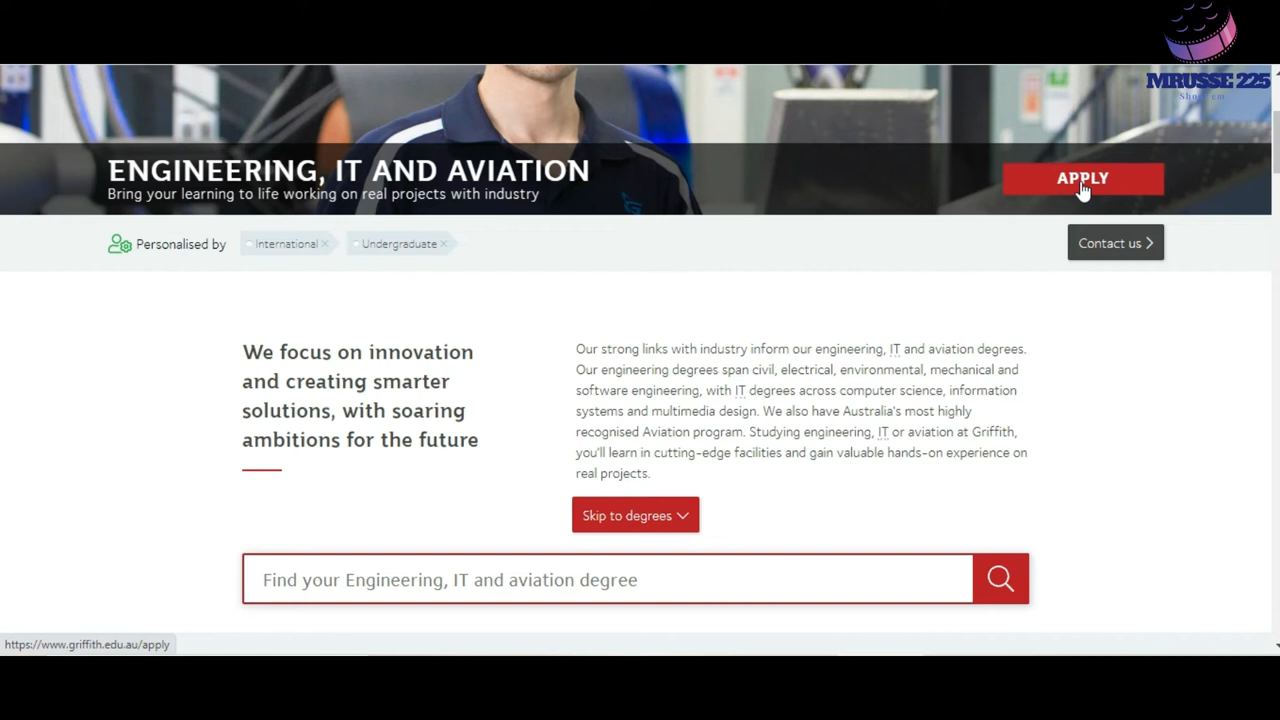 MRUSSE 225
ENGINEERING, IT AND AVIATION
Bring your learning to life working on real projects with industry
APPLY
Personalised by
International ×
Undergraduate ×
Contact us
We focus on innovation
and creating smarter
solutions, with soaring
ambitions for the future
Our strong links with industry inform our engineering, IT and aviation degrees.
Our engineering degrees span civil, electrical, environmental, mechanical and
software engineering, with IT degrees across computer science, information
systems and multimedia design. We also have Australia's most highly
recognised Aviation program. Studying engineering, IT or aviation at Griffith,
you'll learn in cutting-edge facilities and gain valuable hands-on experience on
real projects.
Skip to degrees
Find your Engineering, IT and aviation degree
https://www.griffith.edu.au/apply